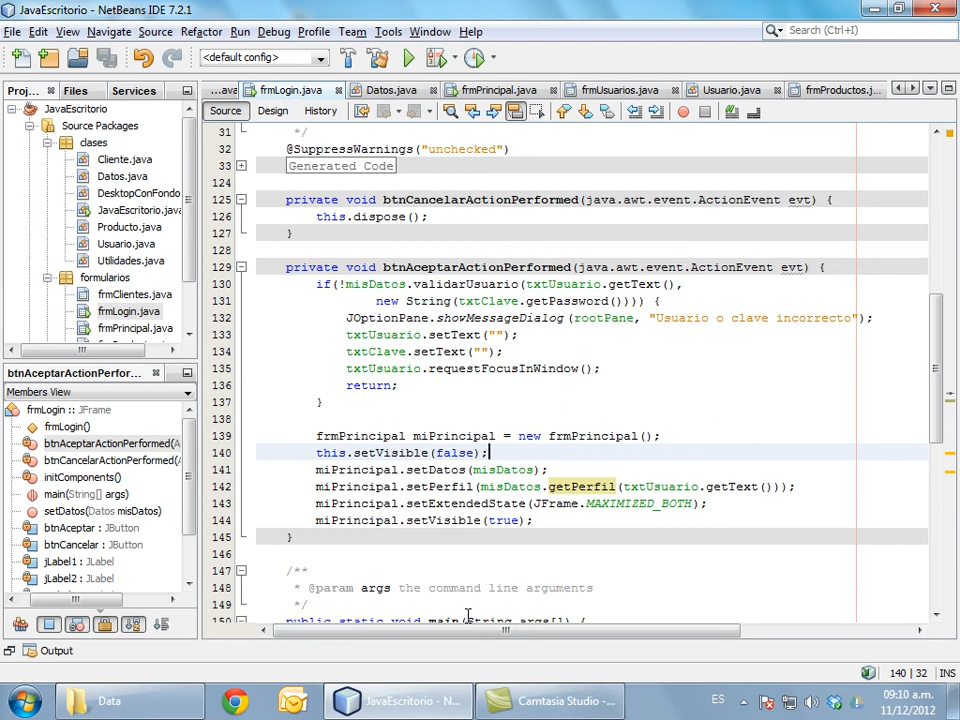 JavaEscritorio - NetBeans IDE 7.2.1
File Edit View Navigate Source Refactor Run Debug Profile Team Tools Window Help
Search (Ctrl+I)
<default config>
Proj... Files Services
...ava frmLogin.java Datos.java frmPrincipal.java frmUsuarios.java Usuario.java frmProductos.j...
Source Design History
JavaEscritorio
Source Packages
clases
Cliente.java
Datos.java
DesktopConFondo
JavaEscritorio.java
Producto.java
Usuario.java
Utilidades.java
formularios
frmClientes.java
frmLogin.java
frmPrincipal.java
btnAceptarActionPerfor...
Members View
frmLogin :: JFrame
frmLogin()
btnAceptarActionPerformed(A
btnCancelarActionPerformed(
initComponents()
main(String[] args)
setDatos(Datos misDatos)
btnAceptar : JButton
btnCancelar : JButton
jLabel1 : JLabel
jLabel2 : JLabel
31 */
32 @SuppressWarnings("unchecked")
33 Generated Code
124
125 private void btnCancelarActionPerformed(java.awt.event.ActionEvent evt) {
126 this.dispose();
127 }
128
129 private void btnAceptarActionPerformed(java.awt.event.ActionEvent evt) {
130 if(!misDatos.validarUsuario(txtUsuario.getText(),
131 new String(txtClave.getPassword()))) {
132 JOptionPane.showMessageDialog(rootPane, "Usuario o clave incorrecto");
133 txtUsuario.setText("");
134 txtClave.setText("");
135 txtUsuario.requestFocusInWindow();
136 return;
137 }
138
139 frmPrincipal miPrincipal = new frmPrincipal();
140 this.setVisible(false);
141 miPrincipal.setDatos(misDatos);
142 miPrincipal.setPerfil(misDatos.getPerfil(txtUsuario.getText()));
143 miPrincipal.setExtendedState(JFrame.MAXIMIZED_BOTH);
144 miPrincipal.setVisible(true);
145 }
146
147 /**
148 * @param args the command line arguments
149 */
150 public static void main(String args[]) {
Output
140 | 32 INS
Data
JavaEscritorio - N...
Camtasia Studio -...
ES
09:10 a.m.
11/12/2012